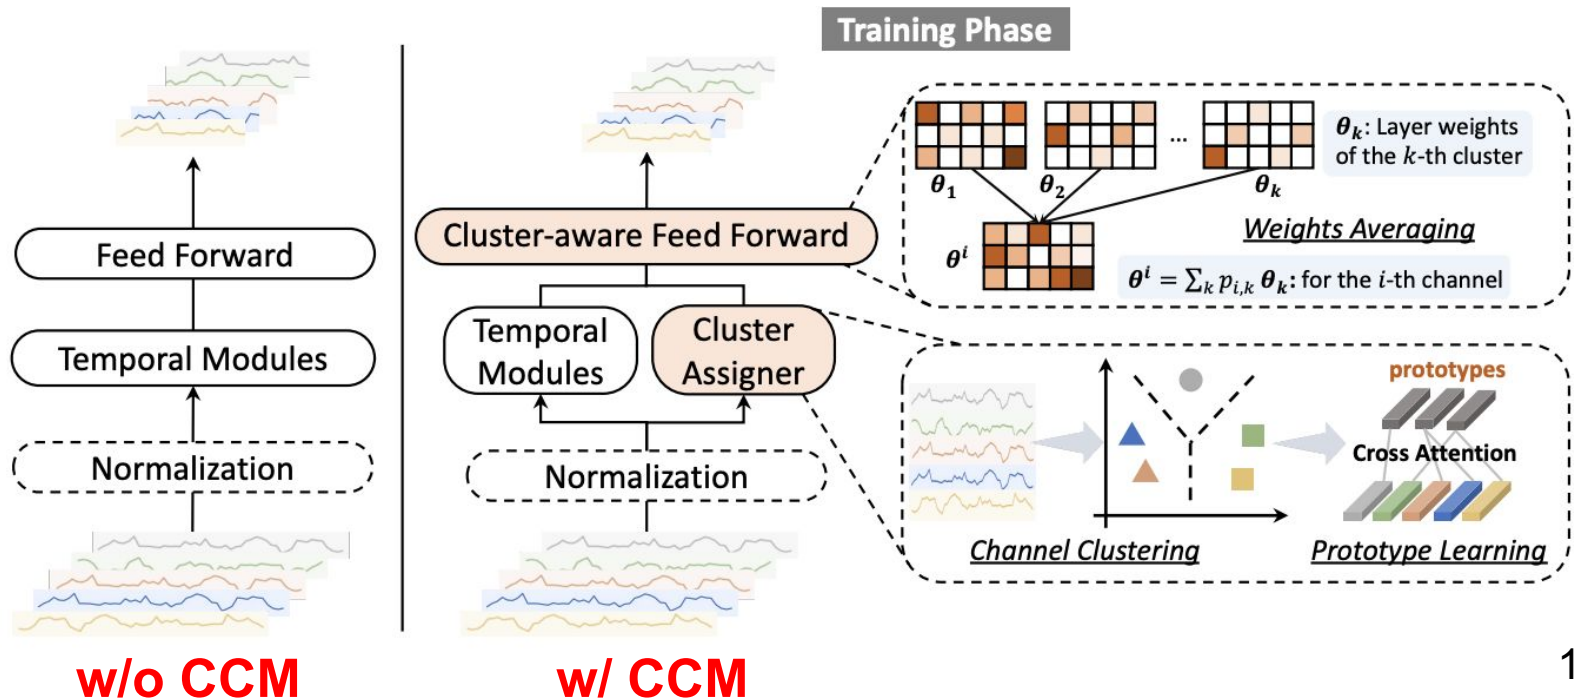 Training Phase
Feed Forward
Temporal Modules
Normalization
w/o CCM
Cluster-aware Feed Forward
Temporal
Modules
Cluster
Assigner
Normalization
w/ CCM
θ₁
θ₂
...
θₖ
θₖ: Layer weights
of the k-th cluster
Weights Averaging
θⁱ
θⁱ = ∑ₖ pᵢ,ₖ θₖ: for the i-th channel
prototypes
Cross Attention
Channel Clustering
Prototype Learning
1